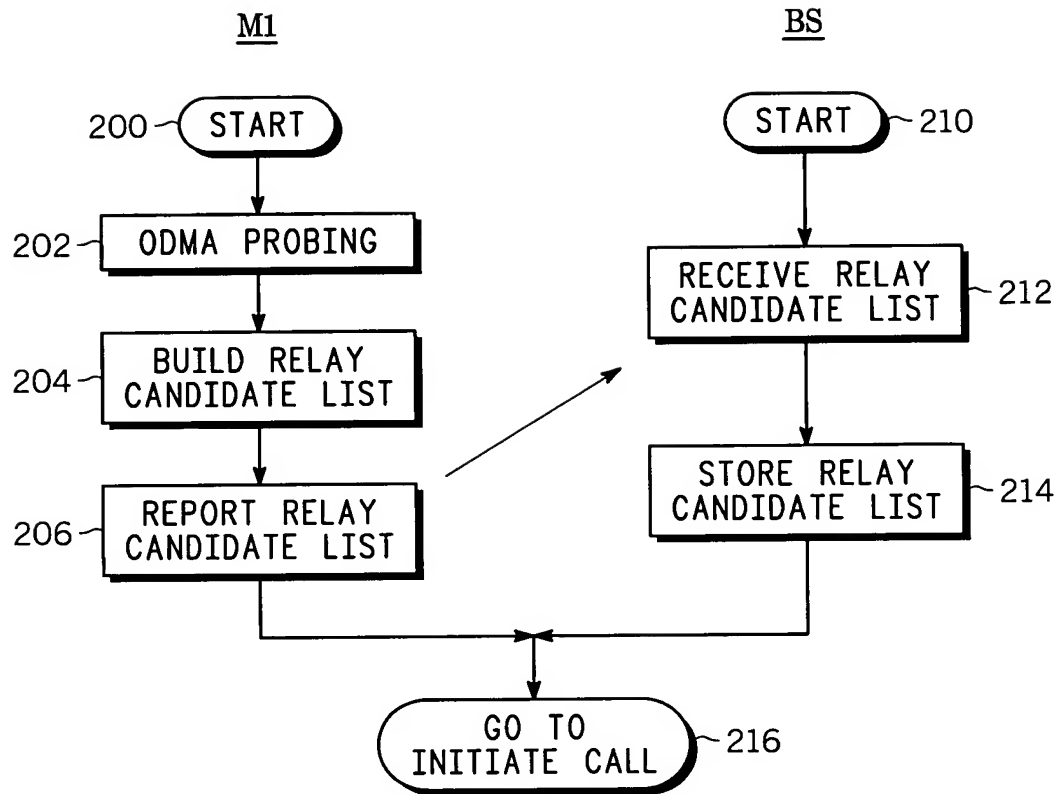 M1
BS
200
START
START
210
202
ODMA PROBING
RECEIVE RELAY
CANDIDATE LIST
212
204
BUILD RELAY
CANDIDATE LIST
STORE RELAY
CANDIDATE LIST
214
206
REPORT RELAY
CANDIDATE LIST
GO TO
INITIATE CALL
216